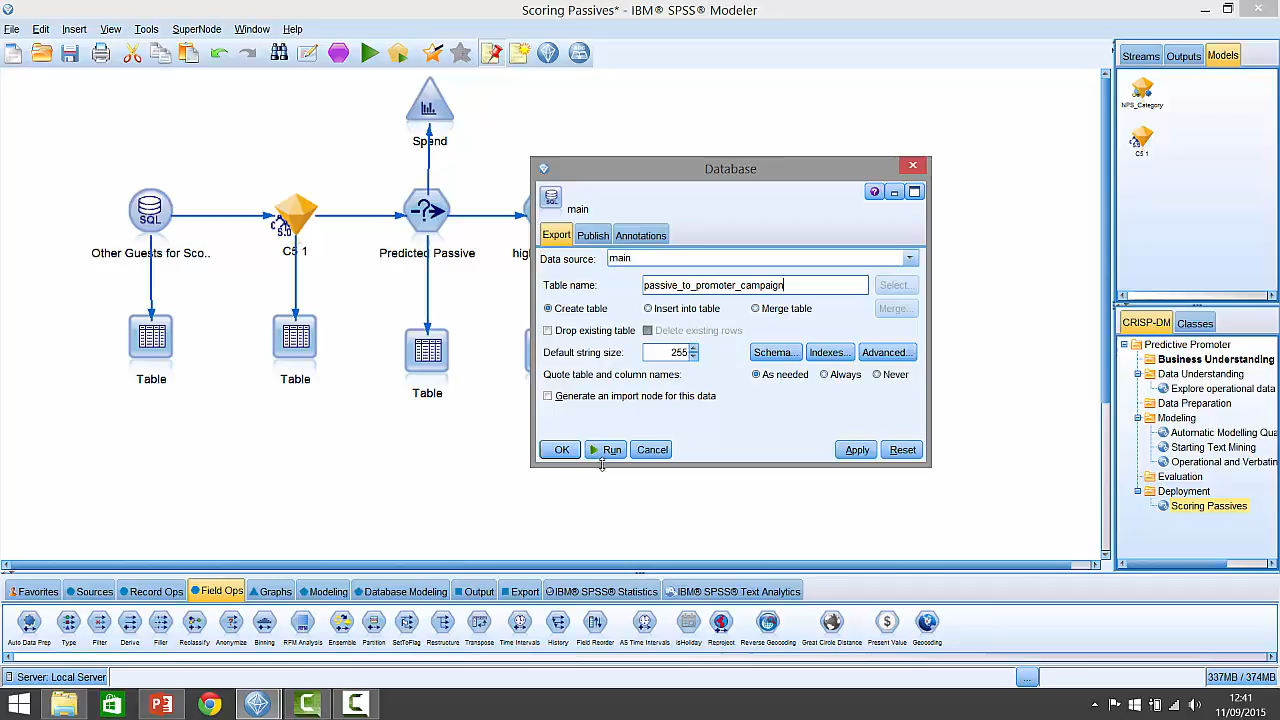 Scoring Passives* - IBM® SPSS® Modeler
File Edit Insert View Tools SuperNode Window Help
Streams Outputs Models
NPS_Category
C5 1
Spend
Other Guests for Sco..
C5 1
Predicted Passive
high
Table
Table
Table
Database
main
Export Publish Annotations
Data source: main
Table name: passive_to_promoter_campaign Select...
Create table Insert into table Merge table Merge...
Drop existing table Delete existing rows
Default string size: 255 Schema... Indexes... Advanced...
Quote table and column names: As needed Always Never
Generate an import node for this data
OK Run Cancel Apply Reset
CRISP-DM Classes
Predictive Promoter
Business Understanding
Data Understanding
Explore operational data
Data Preparation
Modeling
Automatic Modelling Qua
Starting Text Mining
Operational and Verbatin
Evaluation
Deployment
Scoring Passives
Favorites Sources Record Ops Field Ops Graphs Modeling Database Modeling Output Export IBM® SPSS® Statistics IBM® SPSS® Text Analytics
Auto Data Prep Type Filter Derive Filler Reclassify Anonymize Binning RFM Analysis Ensemble Partition SetToFlag Restructure Transpose Time Intervals History Field Reorder AS Time Intervals isHoliday Reproject Reverse Geocoding Great Circle Distance Present Value Geocoding
Server: Local Server ... 337MB / 374MB
12:41
11/09/2015